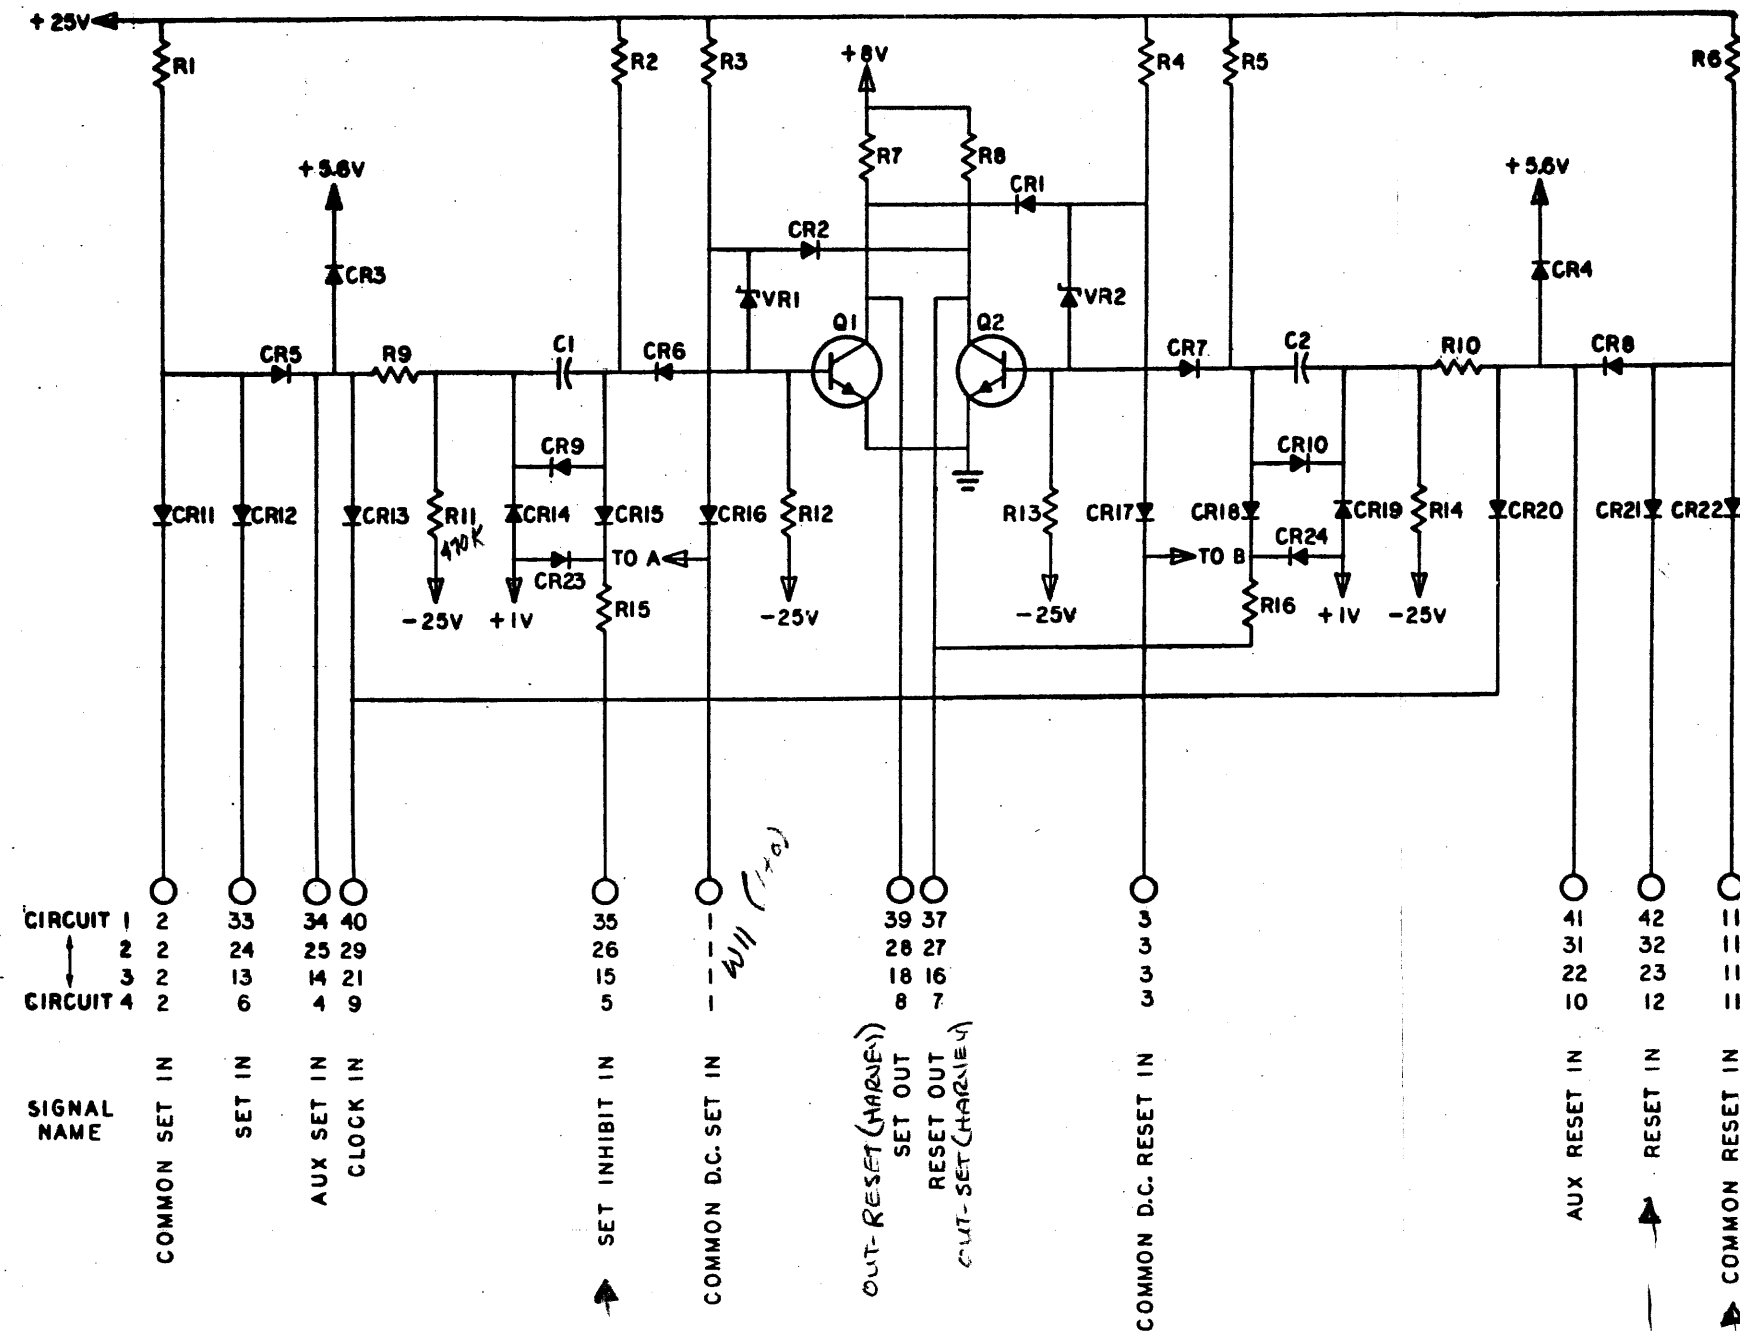 + 25V
R1
R2
R3
+8V
R4
R5
R6
R7
R8
+5.6V
CR1
+5.6V
CR2
CR3
VR1
VR2
CR4
Q1
Q2
CR5
R9
C1
CR6
CR7
C2
R10
CR8
CR9
CR10
CR11
CR12
CR13
R11
470K
CR14
CR15
CR16
R12
R13
CR17
CR18
CR19
R14
CR20
CR21
CR22
CR23
TO A
TO B
CR24
-25V
+1V
R15
-25V
-25V
R16
+1V
-25V
CIRCUIT 1 2 33 34 40 35 1 39 37 3 41 42 11
2 2 24 25 29 26 1 28 27 3 31 32 11
3 2 13 14 21 15 1 18 16 3 22 23 11
CIRCUIT 4 2 6 4 9 5 1 8 7 3 10 12 11
W11 (1+0)
SIGNAL
NAME
COMMON SET IN
SET IN
AUX SET IN
CLOCK IN
SET INHIBIT IN
COMMON D.C. SET IN
OUT-RESET (HARVEY)
SET OUT
RESET OUT
OUT-SET (HARVEY)
COMMON D.C. RESET IN
AUX RESET IN
RESET IN
COMMON RESET IN